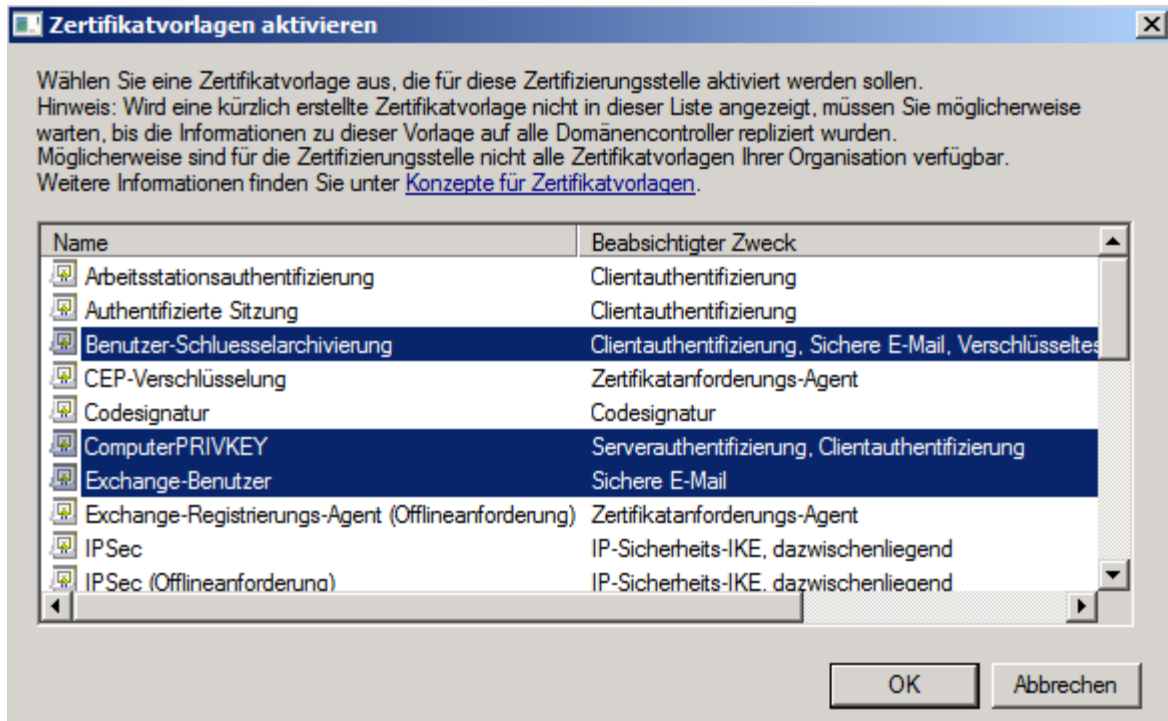 Zertifikatvorlagen aktivieren
Wählen Sie eine Zertifikatvorlage aus, die für diese Zertifizierungsstelle aktiviert werden sollen.
Hinweis: Wird eine kürzlich erstellte Zertifikatvorlage nicht in dieser Liste angezeigt, müssen Sie möglicherweise
warten, bis die Informationen zu dieser Vorlage auf alle Domänencontroller repliziert wurden.
Möglicherweise sind für die Zertifizierungsstelle nicht alle Zertifikatvorlagen Ihrer Organisation verfügbar.
Weitere Informationen finden Sie unter Konzepte für Zertifikatvorlagen.
Name Beabsichtigter Zweck
Arbeitsstationsauthentifizierung Clientauthentifizierung
Authentifizierte Sitzung Clientauthentifizierung
Benutzer-Schluesselarchivierung Clientauthentifizierung, Sichere E-Mail, Verschlüsseltes
CEP-Verschlüsselung Zertifikatanforderungs-Agent
Codesignatur Codesignatur
ComputerPRIVKEY Serverauthentifizierung, Clientauthentifizierung
Exchange-Benutzer Sichere E-Mail
Exchange-Registrierungs-Agent (Offlineanforderung) Zertifikatanforderungs-Agent
IPSec IP-Sicherheits-IKE, dazwischenliegend
IPSec (Offlineanforderung) IP-Sicherheits-IKE, dazwischenliegend
OK Abbrechen